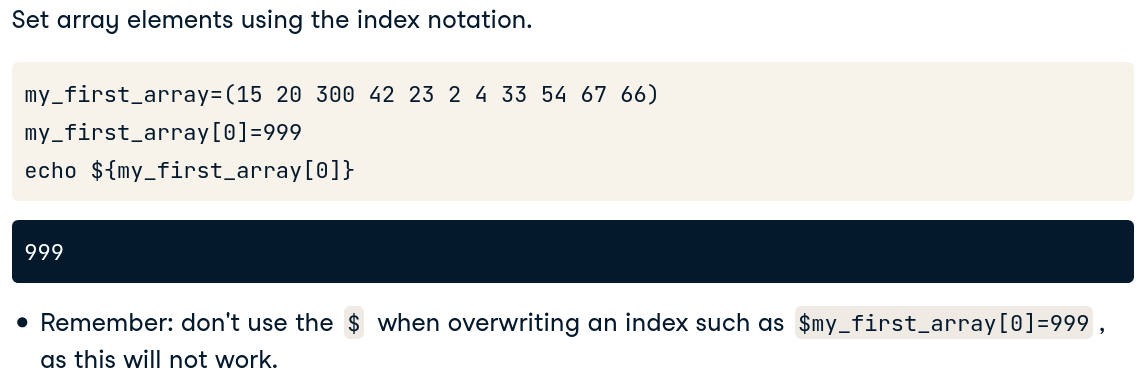 Set array elements using the index notation.
my_first_array=(15 20 300 42 23 2 4 33 54 67 66)
my_first_array[0]=999
echo ${my_first_array[0]}
999
• Remember: don't use the $ when overwriting an index such as $my_first_array[0]=999 ,
as this will not work.